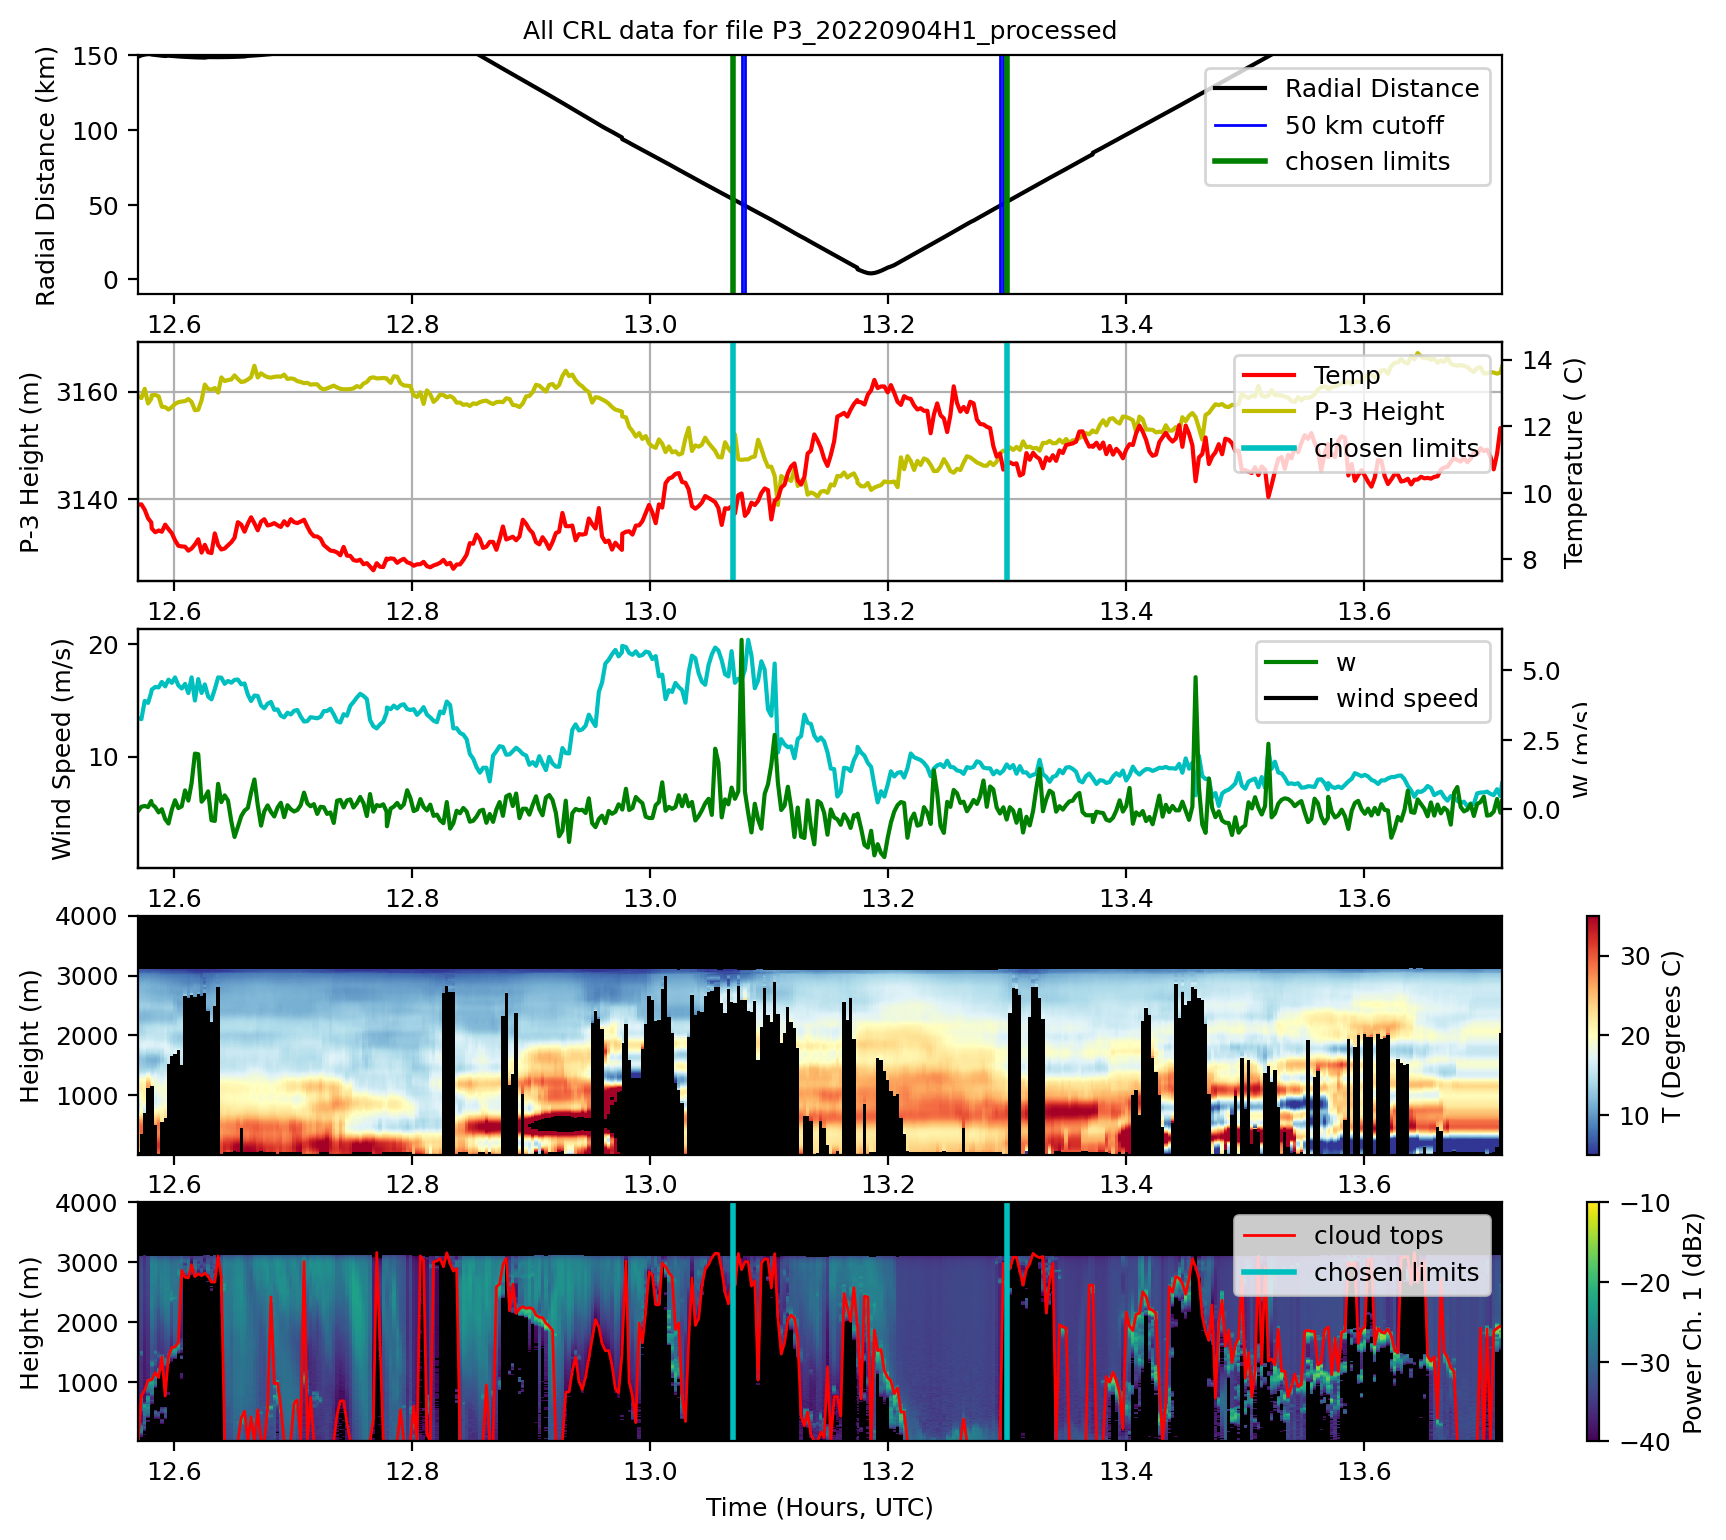 All CRL data for file P3_20220904H1_processed
Radial Distance (km)
150
100
50
0
Radial Distance
50 km cutoff
chosen limits
12.6 12.8 13.0 13.2 13.4 13.6
P-3 Height (m)
3160
3140
Temp
P-3 Height
chosen limits
14
12
10
8
Temperature ( C)
12.6 12.8 13.0 13.2 13.4 13.6
Wind Speed (m/s)
20
10
w
wind speed
5.0
2.5
0.0
W (m/s)
12.6 12.8 13.0 13.2 13.4 13.6
Height (m)
4000
3000
2000
1000
30
20
10
T (Degrees C)
12.6 12.8 13.0 13.2 13.4 13.6
Height (m)
4000
3000
2000
1000
cloud tops
chosen limits
−10
−20
−30
−40
Power Ch. 1 (dBz)
12.6 12.8 13.0 13.2 13.4 13.6
Time (Hours, UTC)